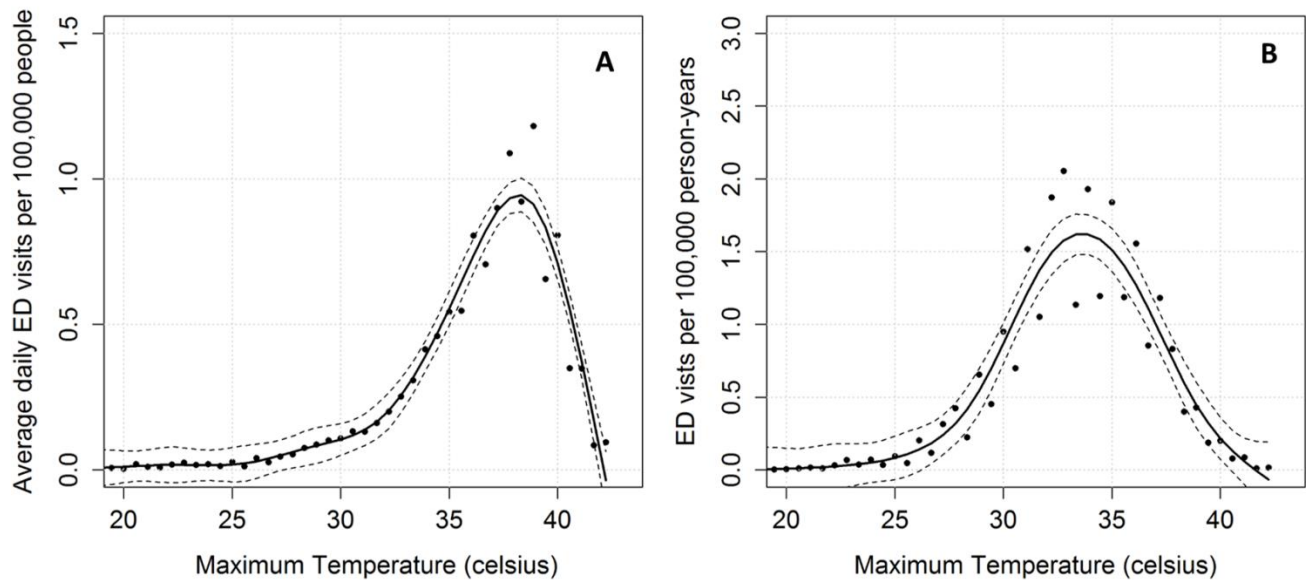 A
Average daily ED visits per 100,000 people
1.5
1.0
0.5
0.0
20 25 30 35 40
Maximum Temperature (celsius)
B
ED vists per 100,000 person-years
3.0
2.5
2.0
1.5
1.0
0.5
0.0
20 25 30 35 40
Maximum Temperature (celsius)